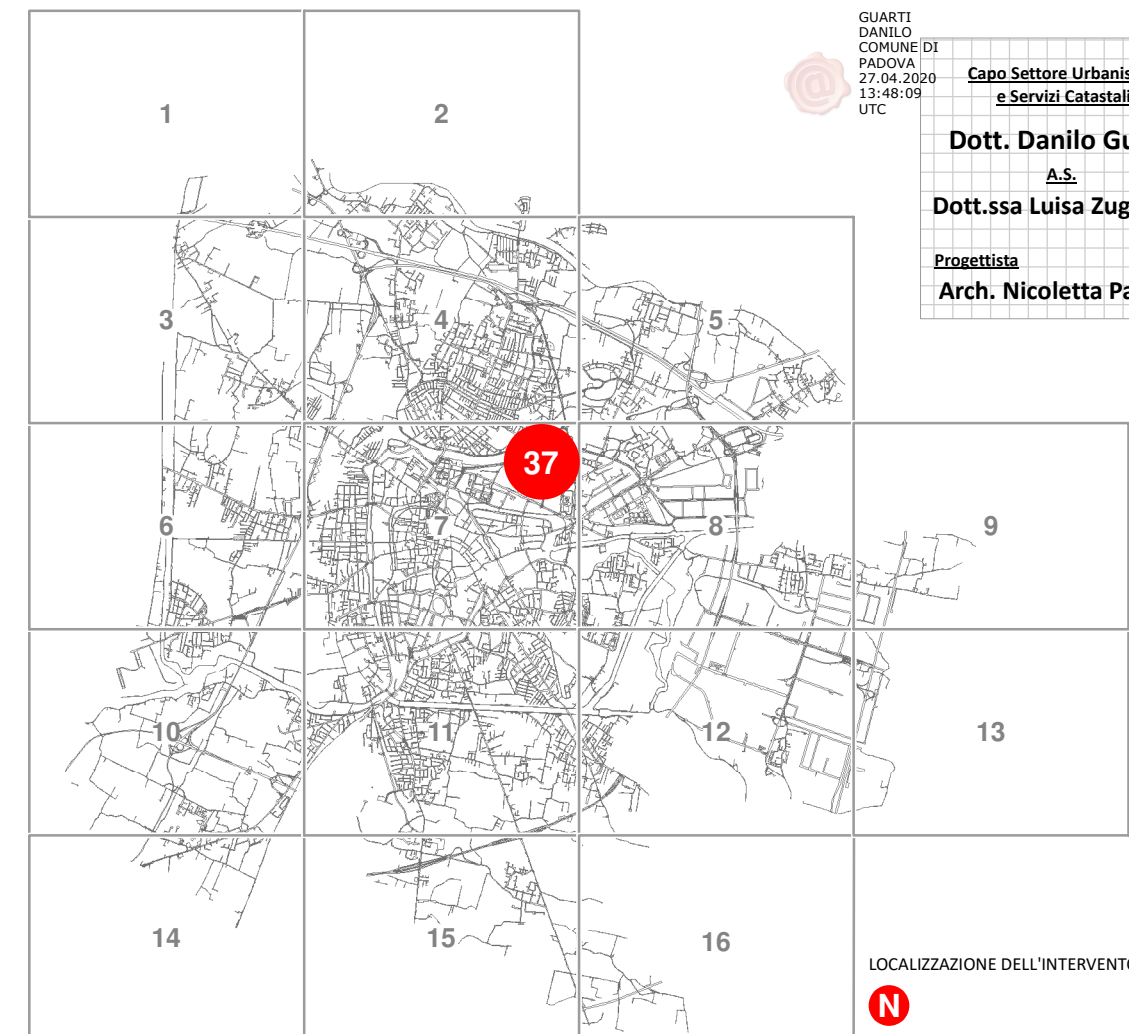 GUARTI
DANILO
COMUNE DI
PADOVA
27.04.2020
13:48:09
UTC
Capo Settore Urbanis
e Servizi Catastali
Dott. Danilo Gu
A.S.
Dott.ssa Luisa Zug
Progettista
Arch. Nicoletta Pa
1
2
3
4
5
37
6
7
8
9
10
11
12
13
14
15
16
LOCALIZZAZIONE DELL'INTERVENTO
N